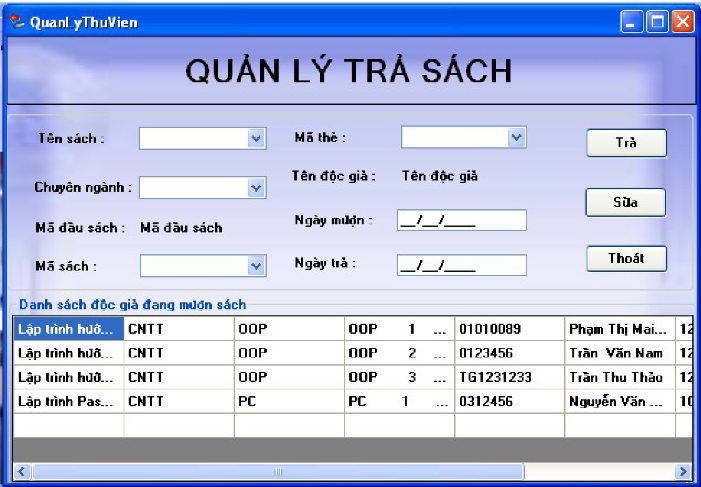 QuanLyThuVien
QUẢN LÝ TRẢ SÁCH
Tên sách :
Mã thẻ :
Trả
Chuyên ngành :
Tên độc giả : Tên độc giả
Sữa
Mã đầu sách : Mã đầu sách
Ngày mượn : __/__/____
Mã sách :
Ngày trả : __/__/____
Thoát
Danh sách độc giả đang mượn sách
Lập trình hướ... CNTT OOP OOP 1 ... 01010089 Phạm Thị Mai... 12
Lập trình hướ... CNTT OOP OOP 2 ... 0123456 Trần Văn Nam 12
Lập trình hướ... CNTT OOP OOP 3 ... TG1231233 Trần Thu Thảo 12
Lập trình Pas... CNTT PC PC 1 ... 0312456 Nguyễn Văn ... 10